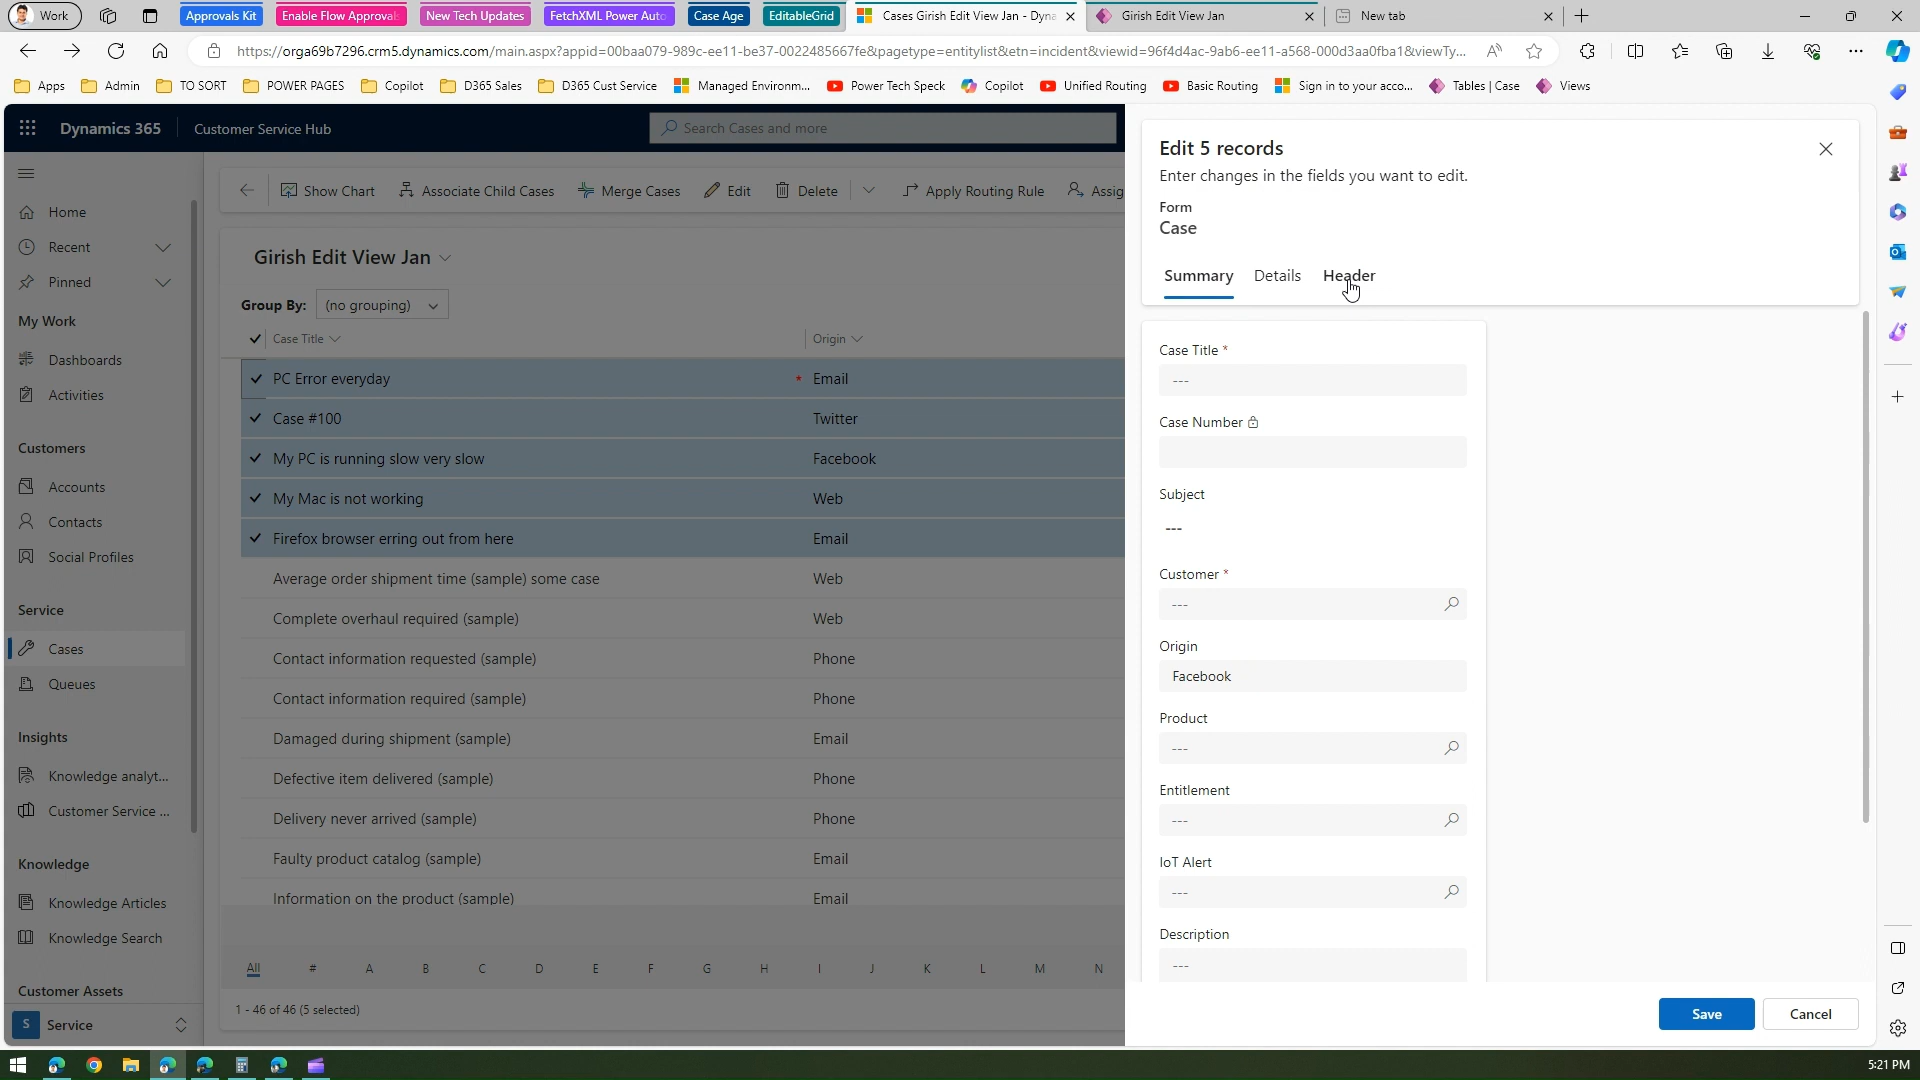 Work
Approvals Kit
Enable Flow Approval
New Tech Updates
FetchXML Power Auto
Case Age
EditableGrid
Cases Girish Edit View Jan - Dyna
Girish Edit View Jan
New tab
https://orga69b7296.crm5.dynamics.com/main.aspx?appid=00baa079-989c-ee11-be37-0022485667fe&pagetype=entitylist&etn=incident&viewid=96f4d4ac-9ab6-ee11-a568-000d3aa0fba1&viewTy...
Apps
Admin
TO SORT
POWER PAGES
Copilot
D365 Sales
D365 Cust Service
Managed Environm...
Power Tech Speck
Copilot
Unified Routing
Basic Routing
Sign in to your acco...
Tables | Case
Views
Dynamics 365
Customer Service Hub
Search Cases and more
Show Chart
Associate Child Cases
Merge Cases
Edit
Delete
Apply Routing Rule
Assig
Home
Recent
Pinned
My Work
Dashboards
Activities
Customers
Accounts
Contacts
Social Profiles
Service
Cases
Queues
Insights
Knowledge analyt...
Customer Service ...
Knowledge
Knowledge Articles
Knowledge Search
Customer Assets
S Service
Girish Edit View Jan
Group By: (no grouping)
Case Title Origin
PC Error everyday * Email
Case #100 Twitter
My PC is running slow very slow Facebook
My Mac is not working Web
Firefox browser erring out from here Email
Average order shipment time (sample) some case Web
Complete overhaul required (sample) Web
Contact information requested (sample) Phone
Contact information required (sample) Phone
Damaged during shipment (sample) Email
Defective item delivered (sample) Phone
Delivery never arrived (sample) Phone
Faulty product catalog (sample) Email
Information on the product (sample) Email
All # A B C D E F G H I J K L M N
1 - 46 of 46 (5 selected)
Edit 5 records
Enter changes in the fields you want to edit.
Form
Case
Summary Details Header
Case Title *
---
Case Number
Subject
---
Customer *
---
Origin
Facebook
Product
---
Entitlement
---
IoT Alert
---
Description
---
Save Cancel
5:21 PM